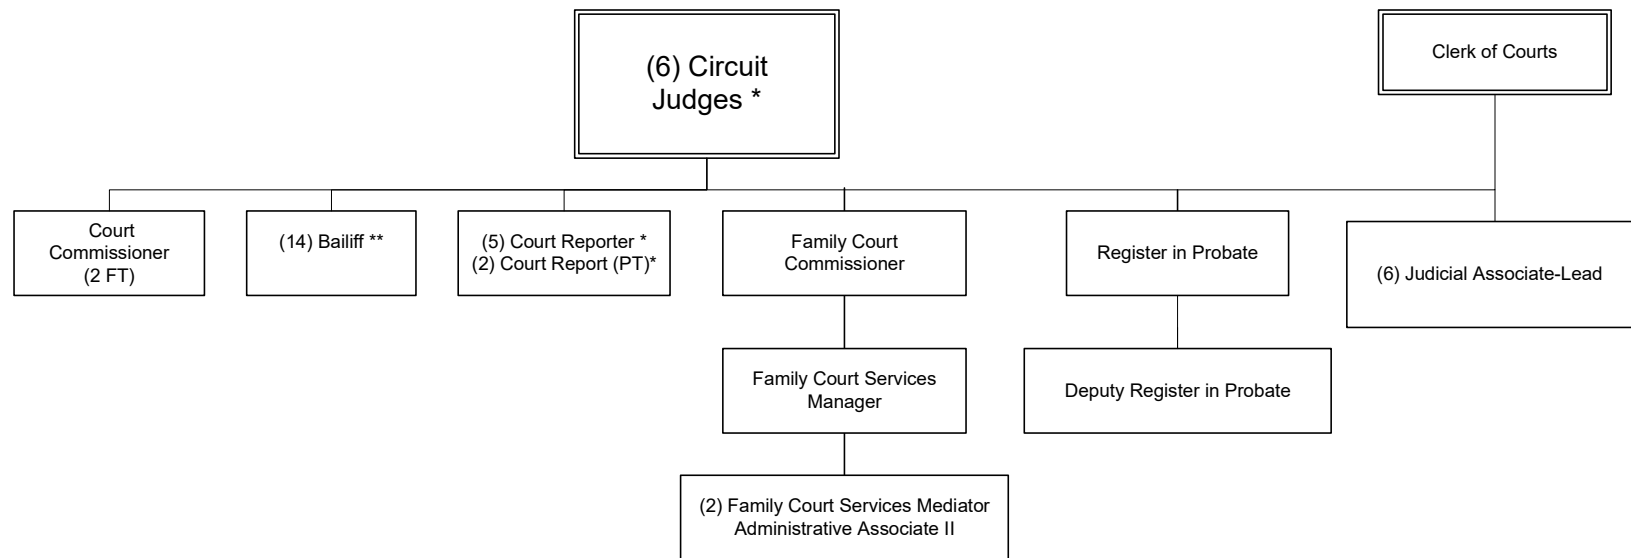 (6) Circuit
Judges *
Clerk of Courts
Court
Commissioner
(2 FT)
(14) Bailiff **
(5) Court Reporter *
(2) Court Report (PT)*
Family Court
Commissioner
Register in Probate
(6) Judicial Associate-Lead
Family Court Services
Manager
Deputy Register in Probate
(2) Family Court Services Mediator
Administrative Associate II